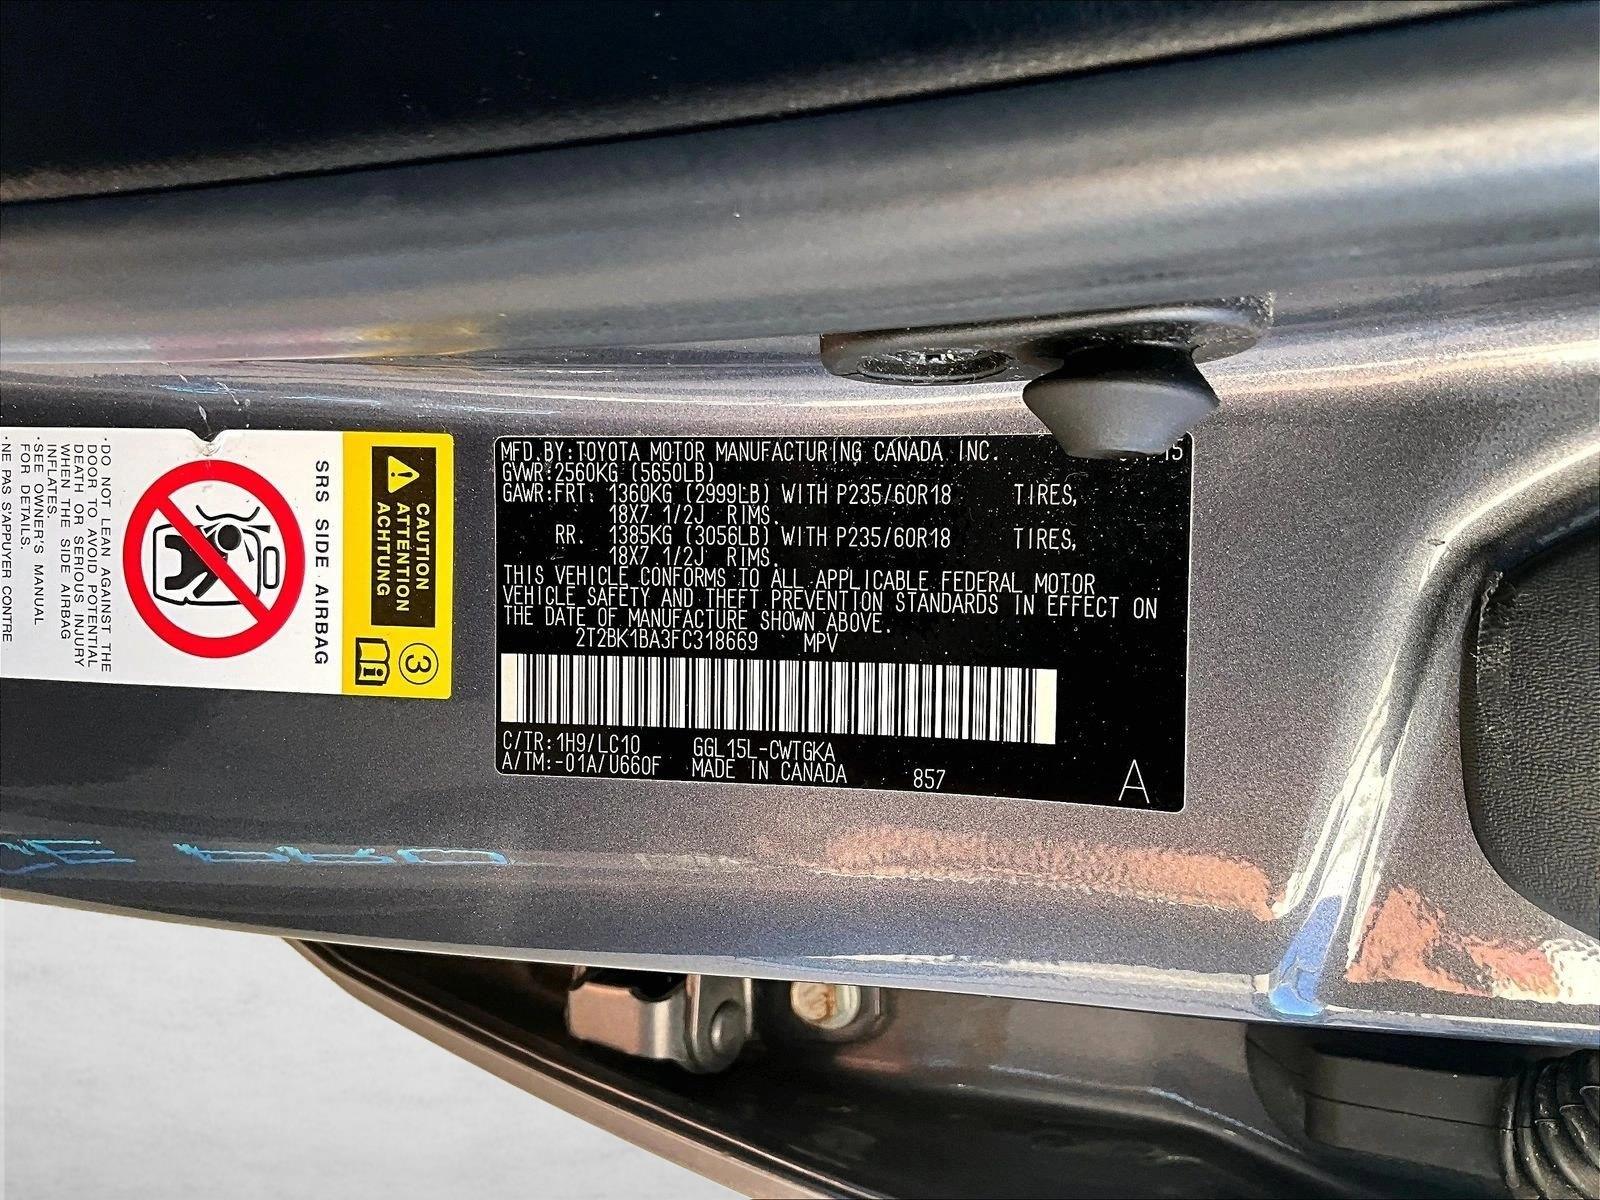 MFD.BY:TOYOTA MOTOR MANUFACTURING CANADA INC.
GVWR:2560KG (5650LB)
GAWR:FRT. 1360KG (2999LB) WITH P235/60R18 TIRES,
18X7 1/2J RIMS.
RR. 1385KG (3056LB) WITH P235/60R18 TIRES,
18X7 1/2J RIMS.
THIS VEHICLE CONFORMS TO ALL APPLICABLE FEDERAL MOTOR
VEHICLE SAFETY AND THEFT PREVENTION STANDARDS IN EFFECT ON
THE DATE OF MANUFACTURE SHOWN ABOVE.
2T2BK1BA3FC318669 MPV
C/TR:1H9/LC10 GGL15L-CWTGKA
A/TM:-01A/U660F MADE IN CANADA 857 A
CAUTION
ATTENTION
ACHTUNG
3
SRS SIDE AIRBAG
·DO NOT LEAN AGAINST THE
DOOR TO AVOID POTENTIAL
DEATH OR SERIOUS INJURY
WHEN THE SIDE AIRBAG
INFLATES.
·SEE OWNER'S MANUAL
FOR DETAILS.
·NE PAS S'APPUYER CONTRE